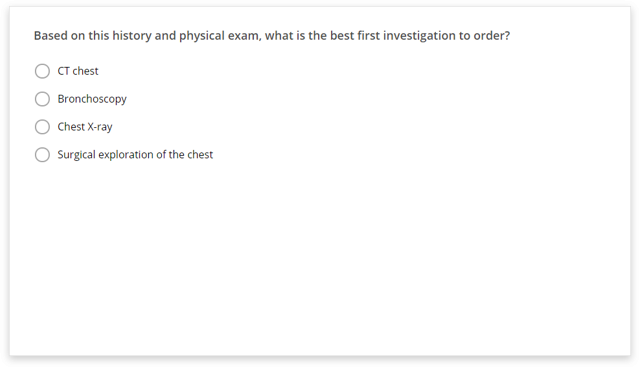 Based on this history and physical exam, what is the best first investigation to order?
CT chest
Bronchoscopy
Chest X-ray
Surgical exploration of the chest